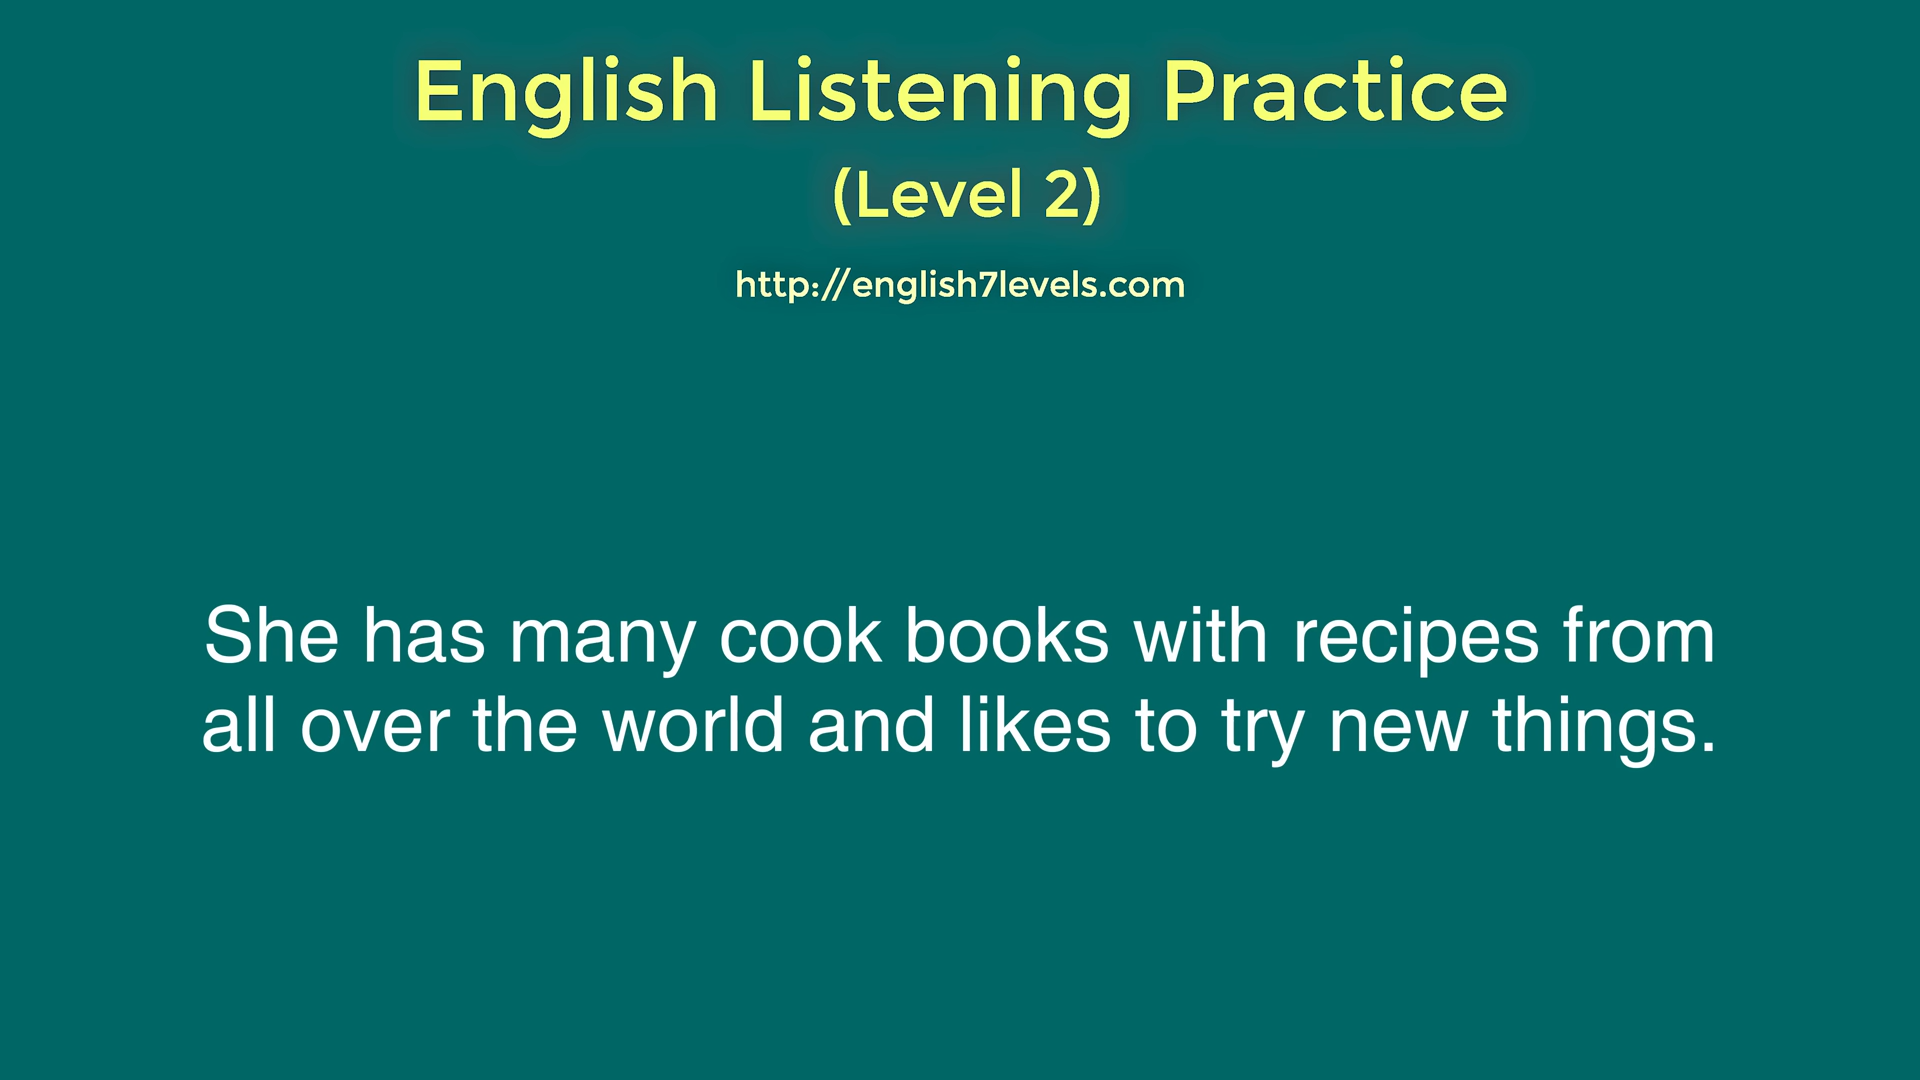 English Listening Practice
(Level 2)
http://english7levels.com
She has many cook books with recipes from
all over the world and likes to try new things.